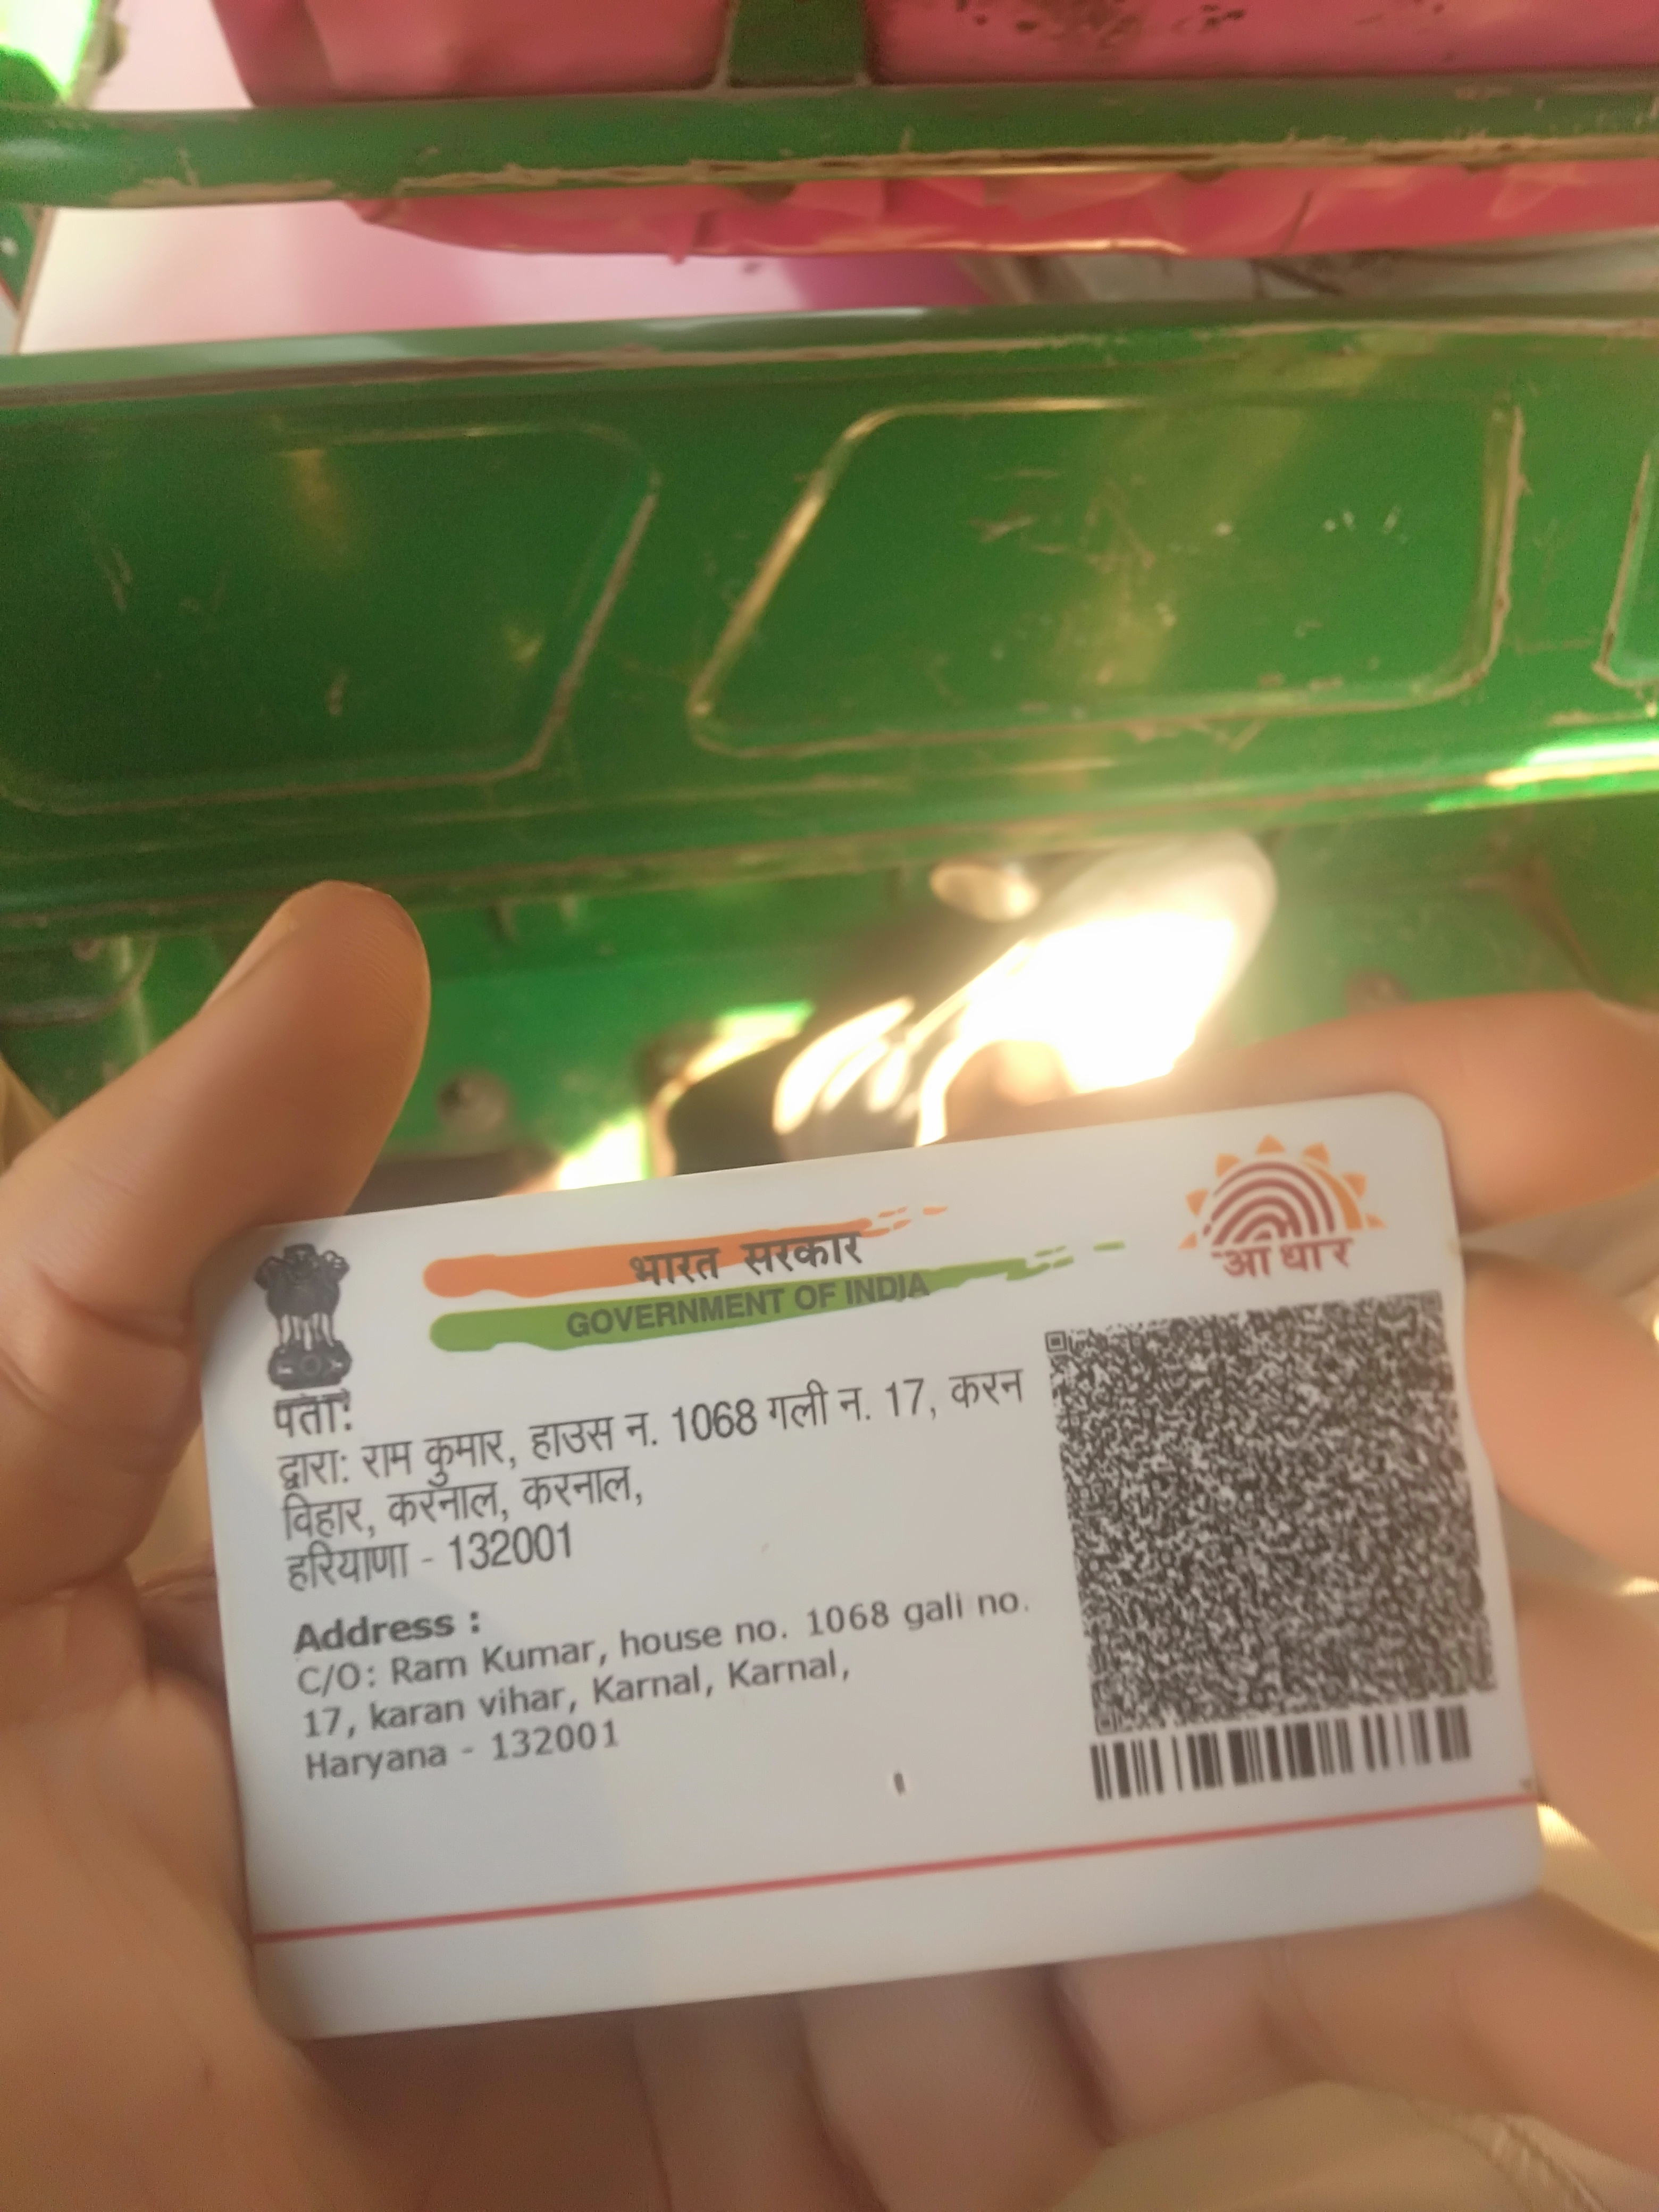 भारत सरकार
GOVERNMENT OF INDIA
आधार
पता:
द्वारा: राम कुमार, हाउस न. 1068 गली न. 17, करन
विहार, करनाल, करनाल,
हरियाणा - 132001
Address :
C/O: Ram Kumar, house no. 1068 gali no.
17, karan vihar, Karnal, Karnal,
Haryana - 132001